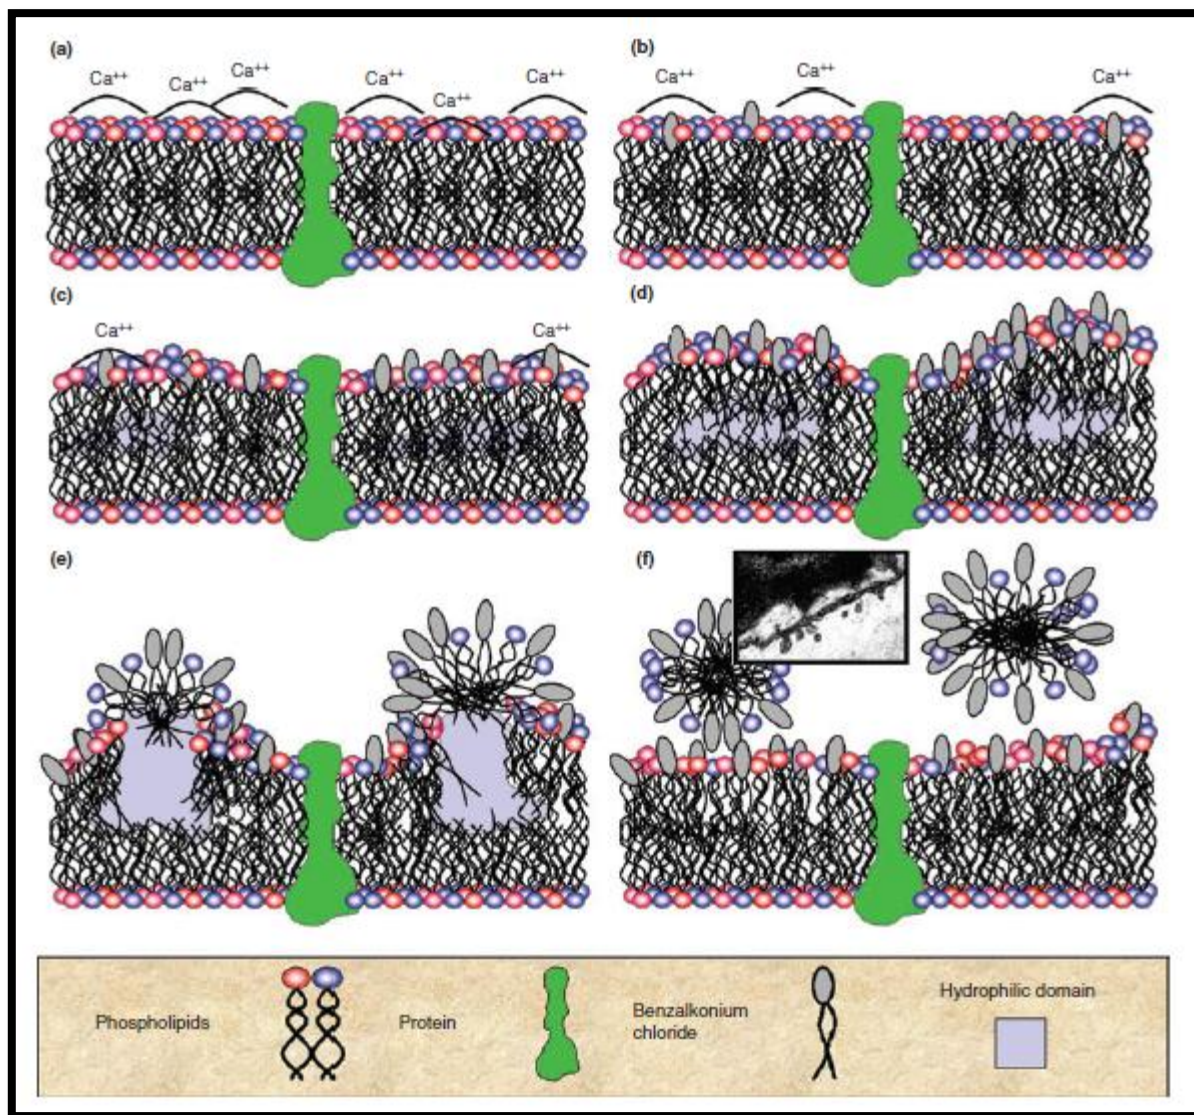 (a)
Ca++
Ca++
Ca++
Ca++
Ca++
Ca++
(b)
Ca++
Ca++
Ca++
(c)
Ca++
Ca++
(d)
(e)
(f)
Phospholipids
Protein
Benzalkonium
chloride
Hydrophilic domain